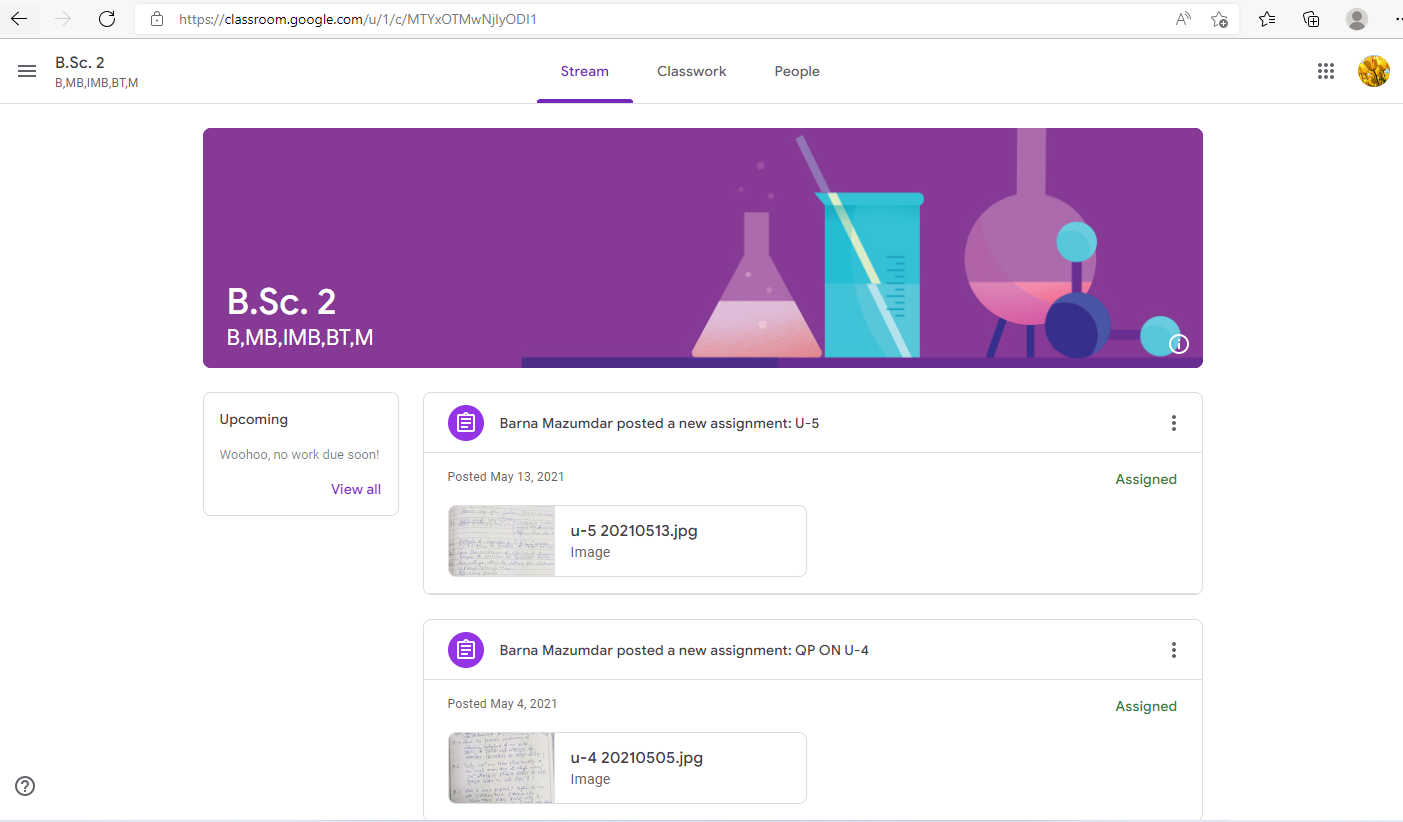 https://classroom.google.com/u/1/c/MTYxOTMwNjIyODI1
B.Sc. 2
B,MB,IMB,BT,M
Stream
Classwork
People
B.Sc. 2
B,MB,IMB,BT,M
Upcoming
Woohoo, no work due soon!
View all
Barna Mazumdar posted a new assignment: U-5
Posted May 13, 2021
Assigned
u-5 20210513.jpg
Image
Barna Mazumdar posted a new assignment: QP ON U-4
Posted May 4, 2021
Assigned
u-4 20210505.jpg
Image